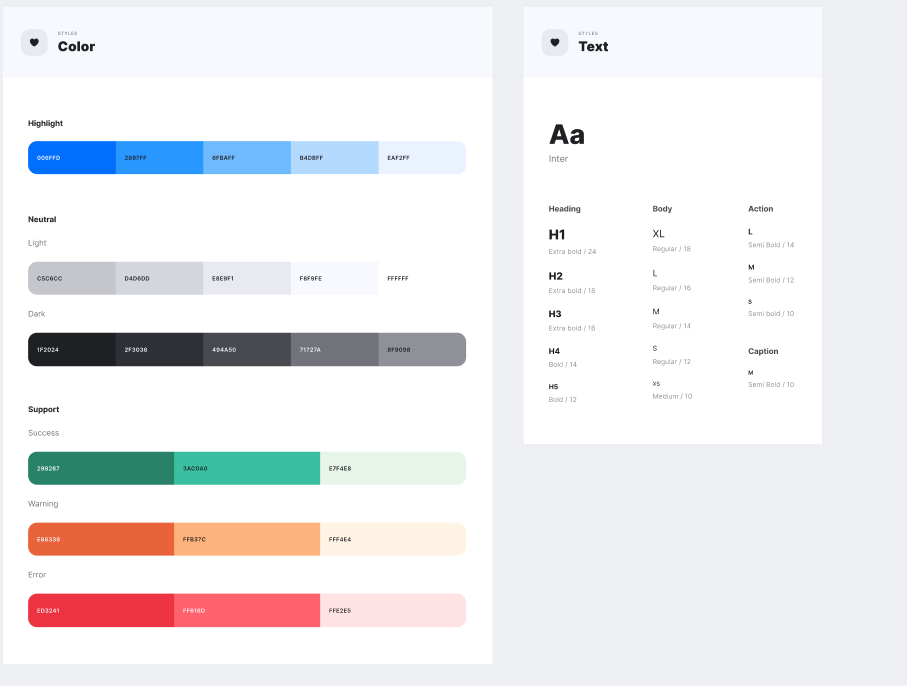 STYLES
Color
Highlight
006FFD
2897FF
6FBAFF
B4DBFF
EAF2FF
Neutral
Light
C5C6CC
D4D6DD
E8E9F1
F8F9FE
FFFFFF
Dark
1F2024
2F3036
494A50
71727A
8F9098
Support
Success
298267
3AC0A0
E7F4E8
Warning
E86339
FFB37C
FFF4E4
Error
ED3241
FF616D
FFE2E5
STYLES
Text
Aa
Inter
Heading
H1
Extra bold / 24
H2
Extra bold / 18
H3
Extra bold / 16
H4
Bold / 14
H5
Bold / 12
Body
XL
Regular / 18
L
Regular / 16
M
Regular / 14
S
Regular / 12
XS
Medium / 10
Action
L
Semi Bold / 14
M
Semi Bold / 12
S
Semi bold / 10
Caption
M
Semi Bold / 10